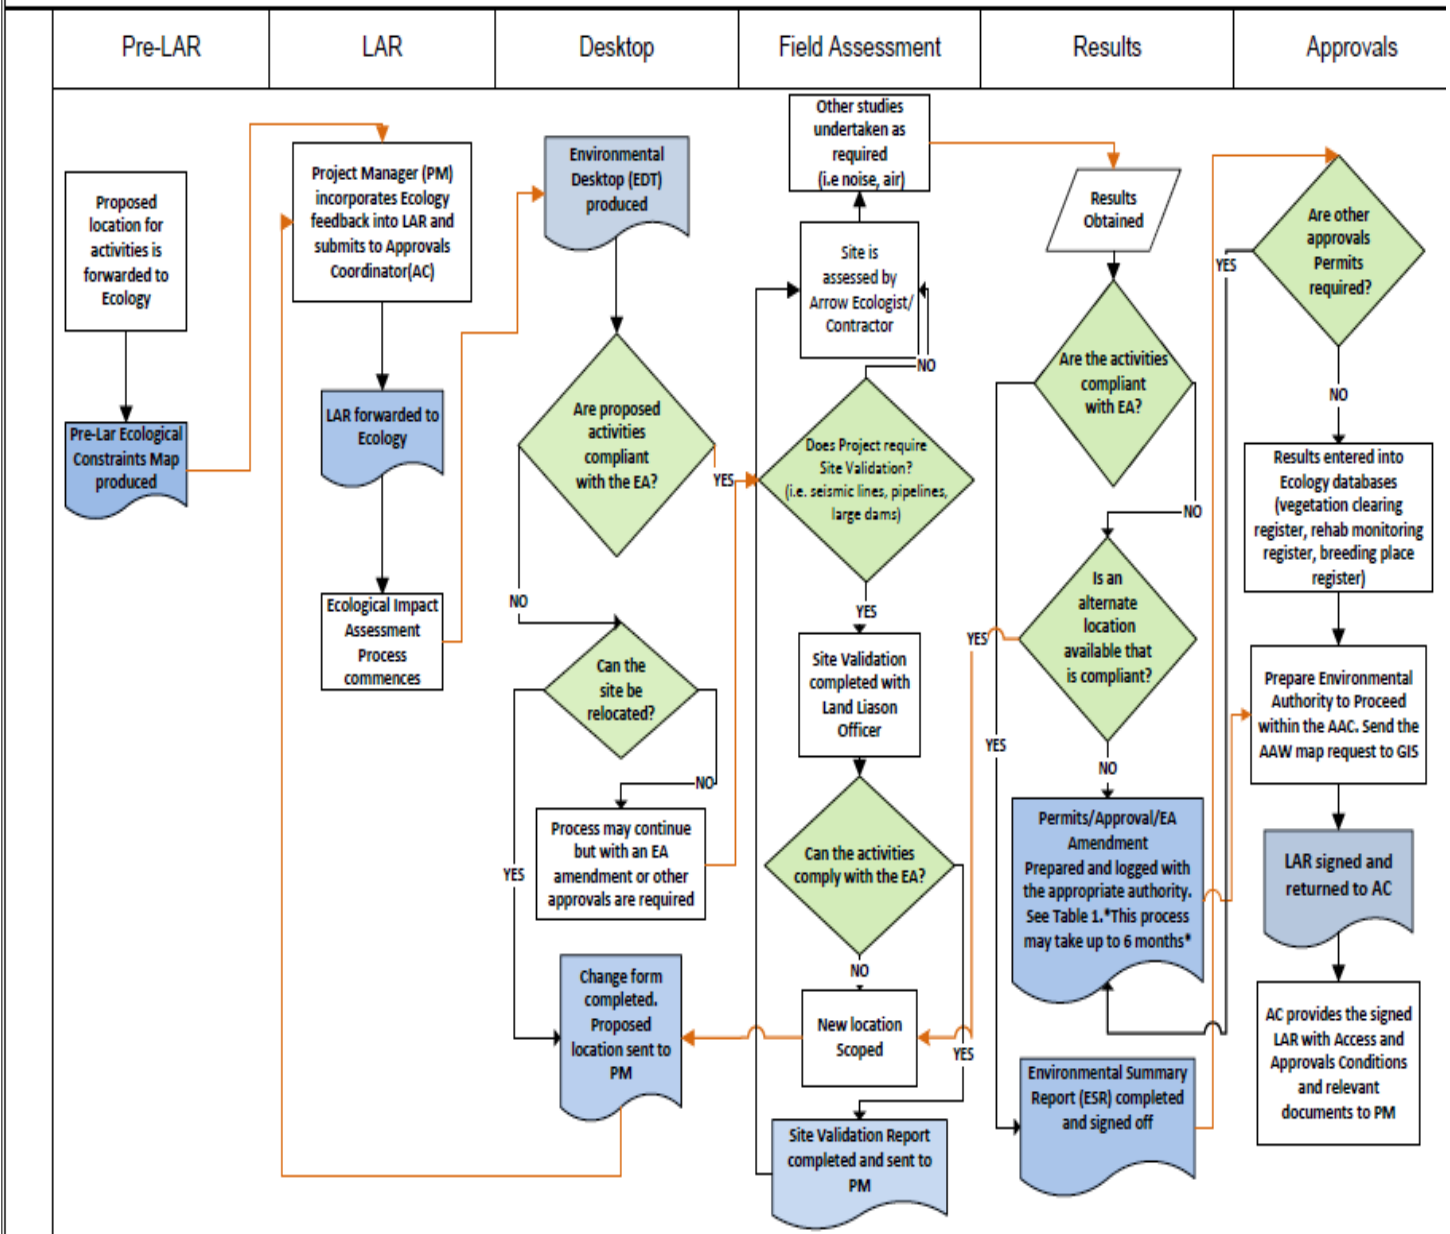 Pre-LAR
LAR
Desktop
Field Assessment
Results
Approvals
Proposed
location for
activities is
forwarded to
Ecology
Pre-Lar Ecological
Constraints Map
produced
Project Manager (PM)
incorporates Ecology
feedback into LAR and
submits to Approvals
Coordinator(AC)
LAR forwarded to
Ecology
Ecological Impact
Assessment
Process
commences
Environmental
Desktop (EDT)
produced
Are proposed
activities
compliant
with the EA?
YES
NO
Can the
site be
relocated?
NO
YES
Process may continue
but with an EA
amendment or other
approvals are required
Change form
completed.
Proposed
location sent to
PM
Other studies
undertaken as
required
(i.e noise, air)
Site is
assessed by
Arrow Ecologist/
Contractor
NO
Does Project require
Site Validation?
(i.e. seismic lines, pipelines,
large dams)
YES
Site Validation
completed with
Land Liason
Officer
Can the activities
comply with the EA?
NO
YES
New location
Scoped
Site Validation Report
completed and sent to
PM
Results
Obtained
Are the activities
compliant
with EA?
NO
YES
Is an
alternate
location
available that
is compliant?
YES
NO
Permits/Approval/EA
Amendment
Prepared and logged with
the appropriate authority.
See Table 1.*This process
may take up to 6 months*
Environmental Summary
Report (ESR) completed
and signed off
Are other
approvals
Permits
required?
YES
NO
Results entered into
Ecology databases
(vegetation clearing
register, rehab monitoring
register, breeding place
register)
Prepare Environmental
Authority to Proceed
within the AAC. Send the
AAW map request to GIS
LAR signed and
returned to AC
AC provides the signed
LAR with Access and
Approvals Conditions
and relevant
documents to PM